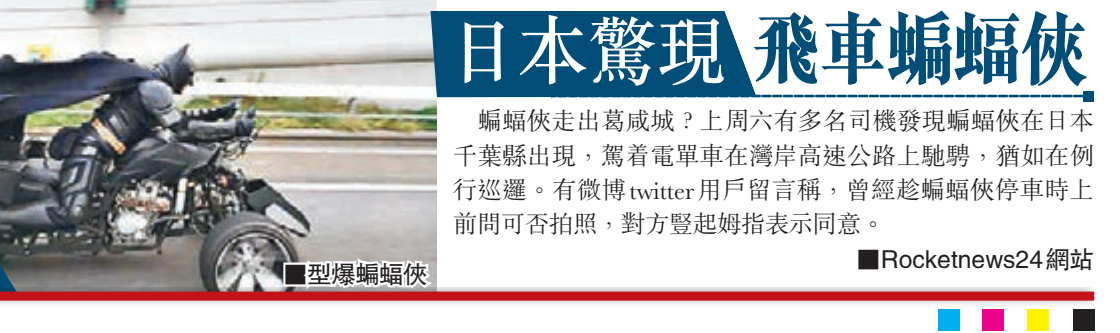 日本驚現 飛車蝙蝠俠
蝙蝠俠走出葛咸城？上周六有多名司機發現蝙蝠俠在日本
千葉縣出現，駕着電單車在灣岸高速公路上馳騁，猶如在例
行巡邏。有微博twitter用戶留言稱，曾經趁蝙蝠俠停車時上
前問可否拍照，對方豎起姆指表示同意。
■Rocketnews24網站
■型爆蝙蝠俠